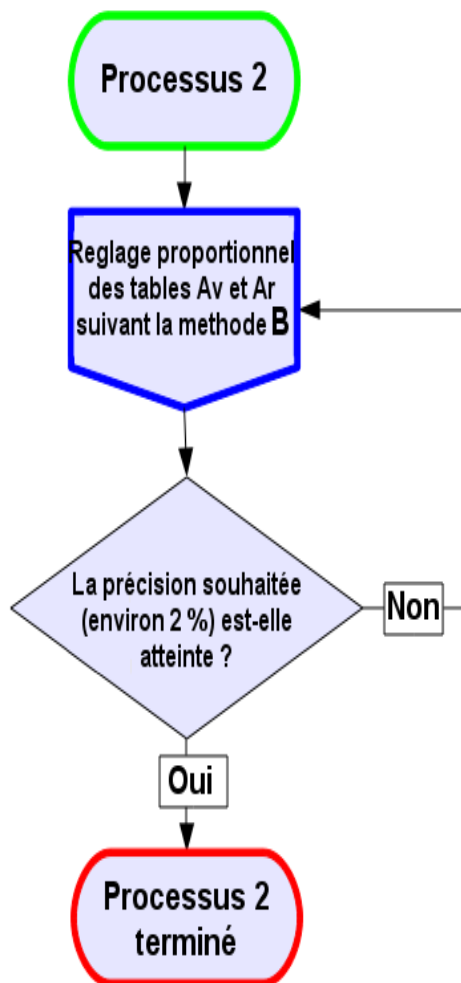 Processus 2
Reglage proportionnel
des tables Av et Ar
suivant la methode B
La précision souhaitée
(environ 2 %) est-elle
atteinte ?
Non
Oui
Processus 2
terminé